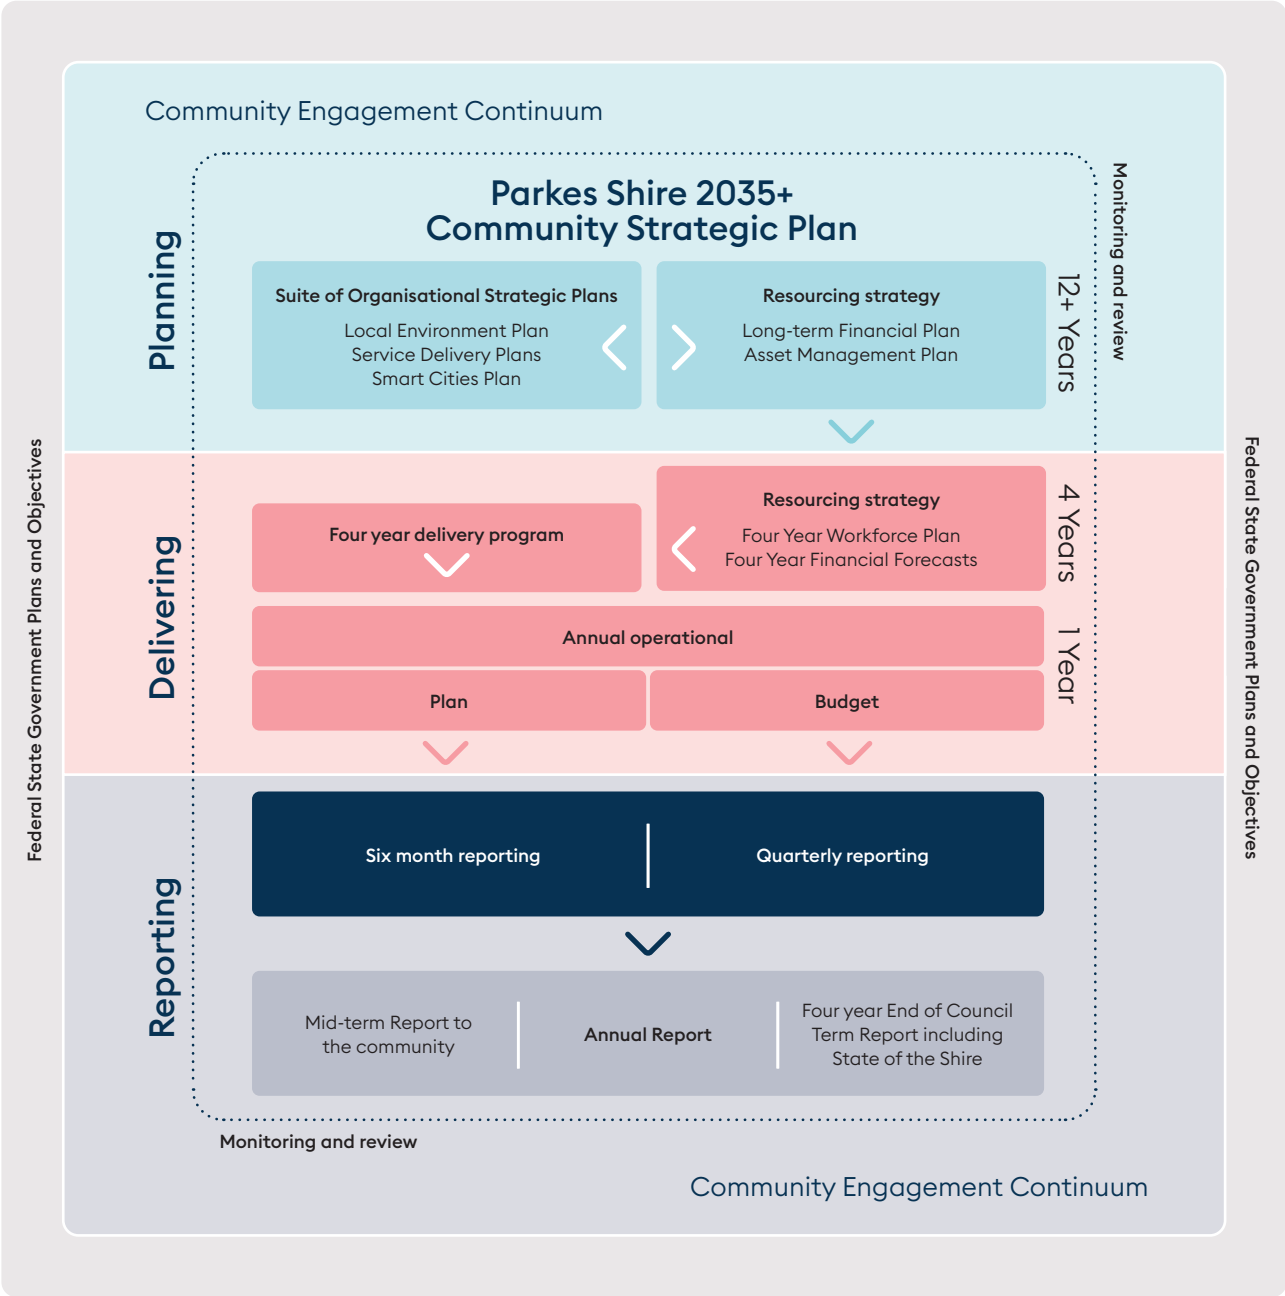 Community Engagement Continuum
Parkes Shire 2035+
Community Strategic Plan
Planning
Monitoring and review
12+ Years
Suite of Organisational Strategic Plans
Local Environment Plan
Service Delivery Plans
Smart Cities Plan
Resourcing strategy
Long-term Financial Plan
Asset Management Plan
Federal State Government Plans and Objectives
Federal State Government Plans and Objectives
Delivering
4 Years
Four year delivery program
Resourcing strategy
Four Year Workforce Plan
Four Year Financial Forecasts
1 Year
Annual operational
Plan
Budget
Reporting
Six month reporting
Quarterly reporting
Mid-term Report to
the community
Annual Report
Four year End of Council
Term Report including
State of the Shire
Monitoring and review
Community Engagement Continuum